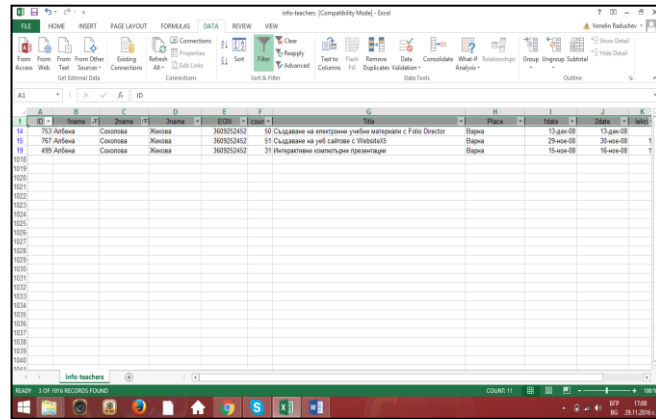 info-teachers [Compatibility Mode] - Excel
FILE HOME INSERT PAGE LAYOUT FORMULAS DATA REVIEW VIEW
Venelin Raduchev
From Access From Web From Text From Other Sources Existing Connections Refresh All Connections Properties Edit Links Sort Filter Clear Reapply Advanced Text to Columns Flash Fill Remove Duplicates Data Validation Consolidate What-If Analysis Relationships Group Ungroup Subtotal Show Detail Hide Detail
Get External Data Connections Sort & Filter Data Tools Outline
A1 fx ID
A B C D E F G H I J K
1 ID 1name 2name 3name EGN coun Title Place 1date 2date lekci
14 753 Албена Соколова Жекова 3609252452 50 Създаване на електронни учебни материали с Folio Director Варна 13-дек-08 13-дек-08
15 767 Албена Соколова Жекова 3609252452 51 Създаване на уеб сайтове с WebsiteX5 Варна 29-ное-08 30-ное-08 1
19 499 Албена Соколова Жекова 3609252452 31 Интерактивни компютърни презентации Варна 15-ное-08 16-ное-08 1
1018
1019
1020
1021
1022
1023
1024
1025
1026
1027
1028
1029
1030
1031
1032
1033
1034
1035
1036
1037
1038
1039
1040
info-teachers
READY 3 OF 1016 RECORDS FOUND COUNT: 11 100%
БГР 17:08
BG 29.11.2016 г.